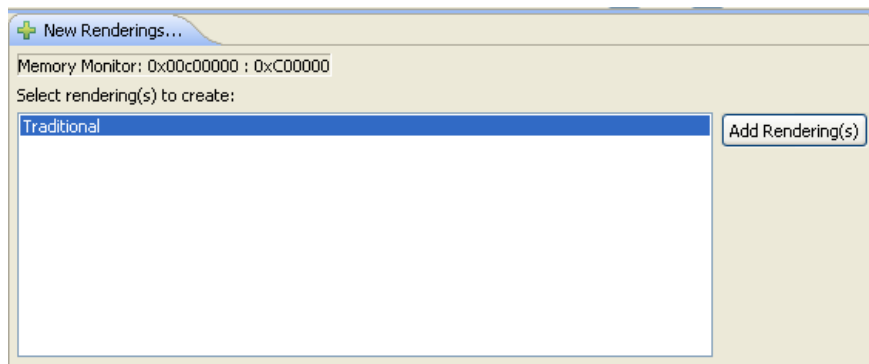 New Renderings...
Memory Monitor: 0x00c00000 : 0xC00000
Select rendering(s) to create:
Traditional
Add Rendering(s)